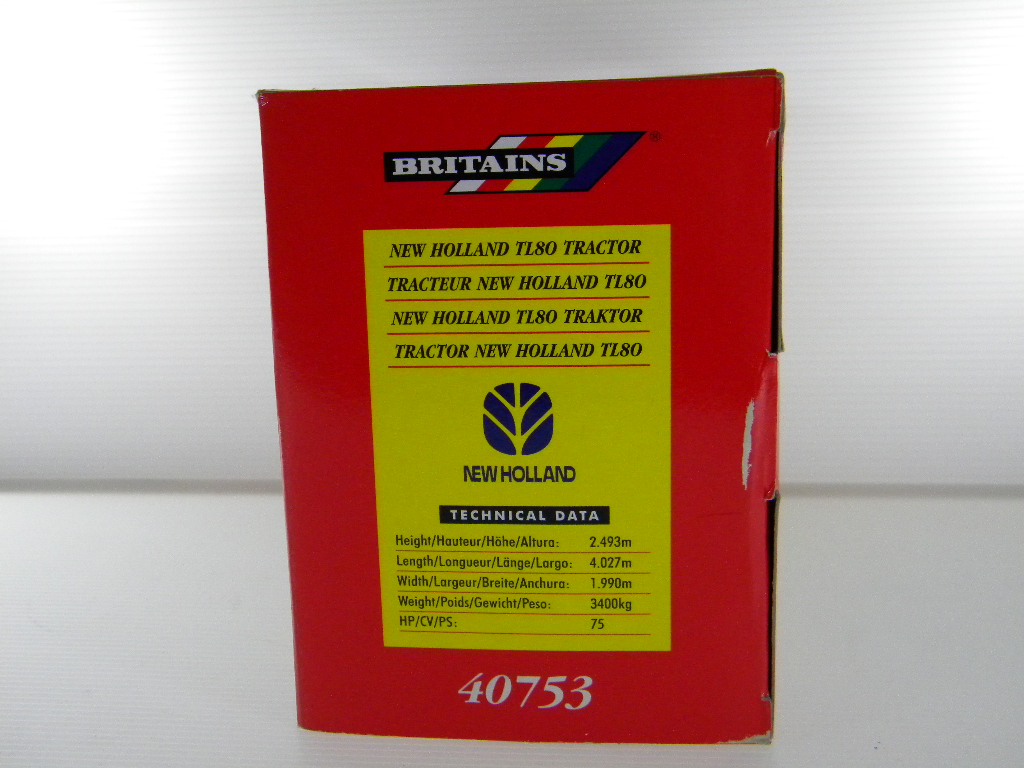 BRITAINS®
NEW HOLLAND TL80 TRACTOR
TRACTEUR NEW HOLLAND TL80
NEW HOLLAND TL80 TRAKTOR
TRACTOR NEW HOLLAND TL80
NEW HOLLAND
TECHNICAL DATA
Height/Hauteur/Höhe/Altura: 2.493m
Length/Longueur/Länge/Largo: 4.027m
Width/Largeur/Breite/Anchura: 1.990m
Weight/Poids/Gewicht/Peso: 3400kg
HP/CV/PS: 75
40753